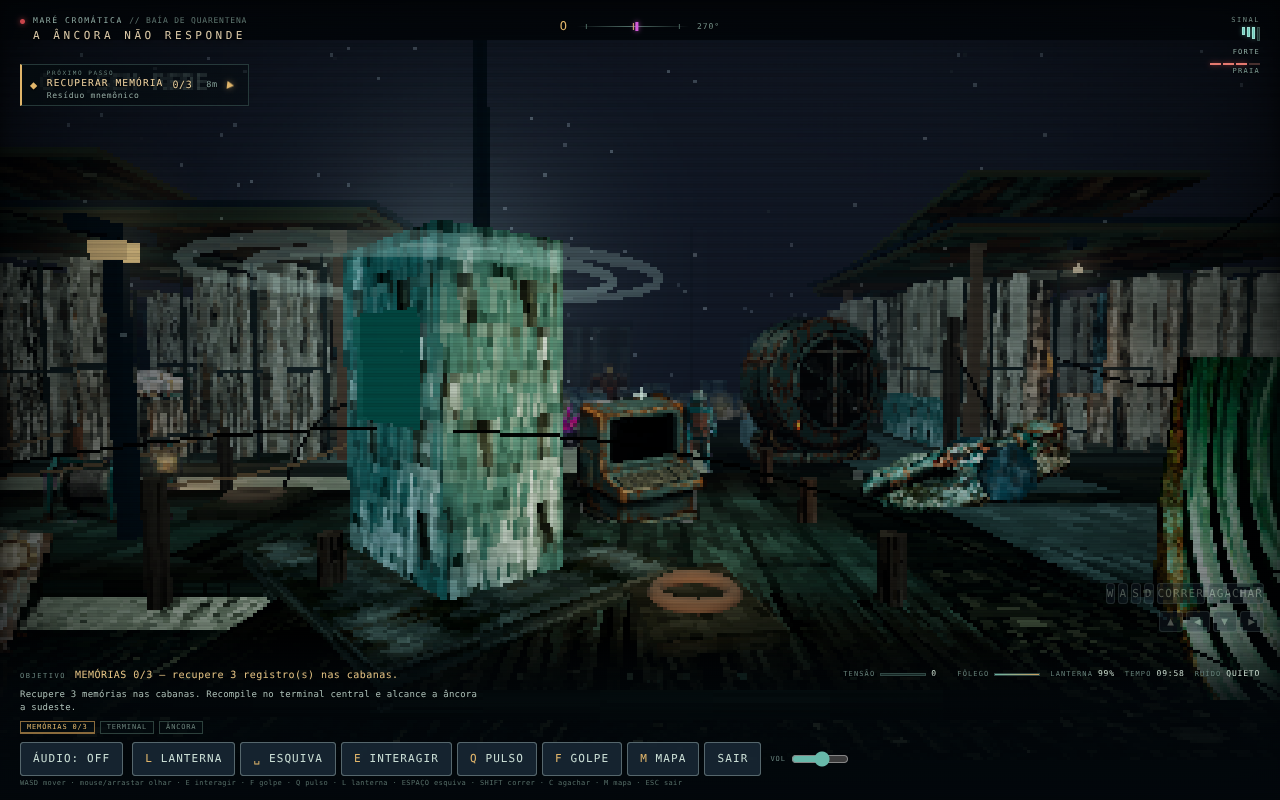 MARÉ CROMÁTICA // BAÍA DE QUARENTENA
A ÂNCORA NÃO RESPONDE
O 270°
SINAL
FORTE
PRAIA
PRÓXIMO PASSO
RECUPERAR MEMÓRIA 0/3 8m
Resíduo mnemônico
W A S D CORRER AGACHAR
OBJETIVO MEMÓRIAS 0/3 — recupere 3 registro(s) nas cabanas.
TENSÃO 0 FÔLEGO LANTERNA 99% TEMPO 09:58 RUÍDO QUIETO
Recupere 3 memórias nas cabanas. Recompile no terminal central e alcance a âncora
a sudeste.
MEMÓRIAS 0/3 TERMINAL ÂNCORA
ÁUDIO: OFF L LANTERNA ␣ ESQUIVA E INTERAGIR Q PULSO F GOLPE M MAPA SAIR VOL
WASD mover · mouse/arrastar olhar · E interagir · F golpe · Q pulso · L lanterna · ESPAÇO esquiva · SHIFT correr · C agachar · M mapa · ESC sair